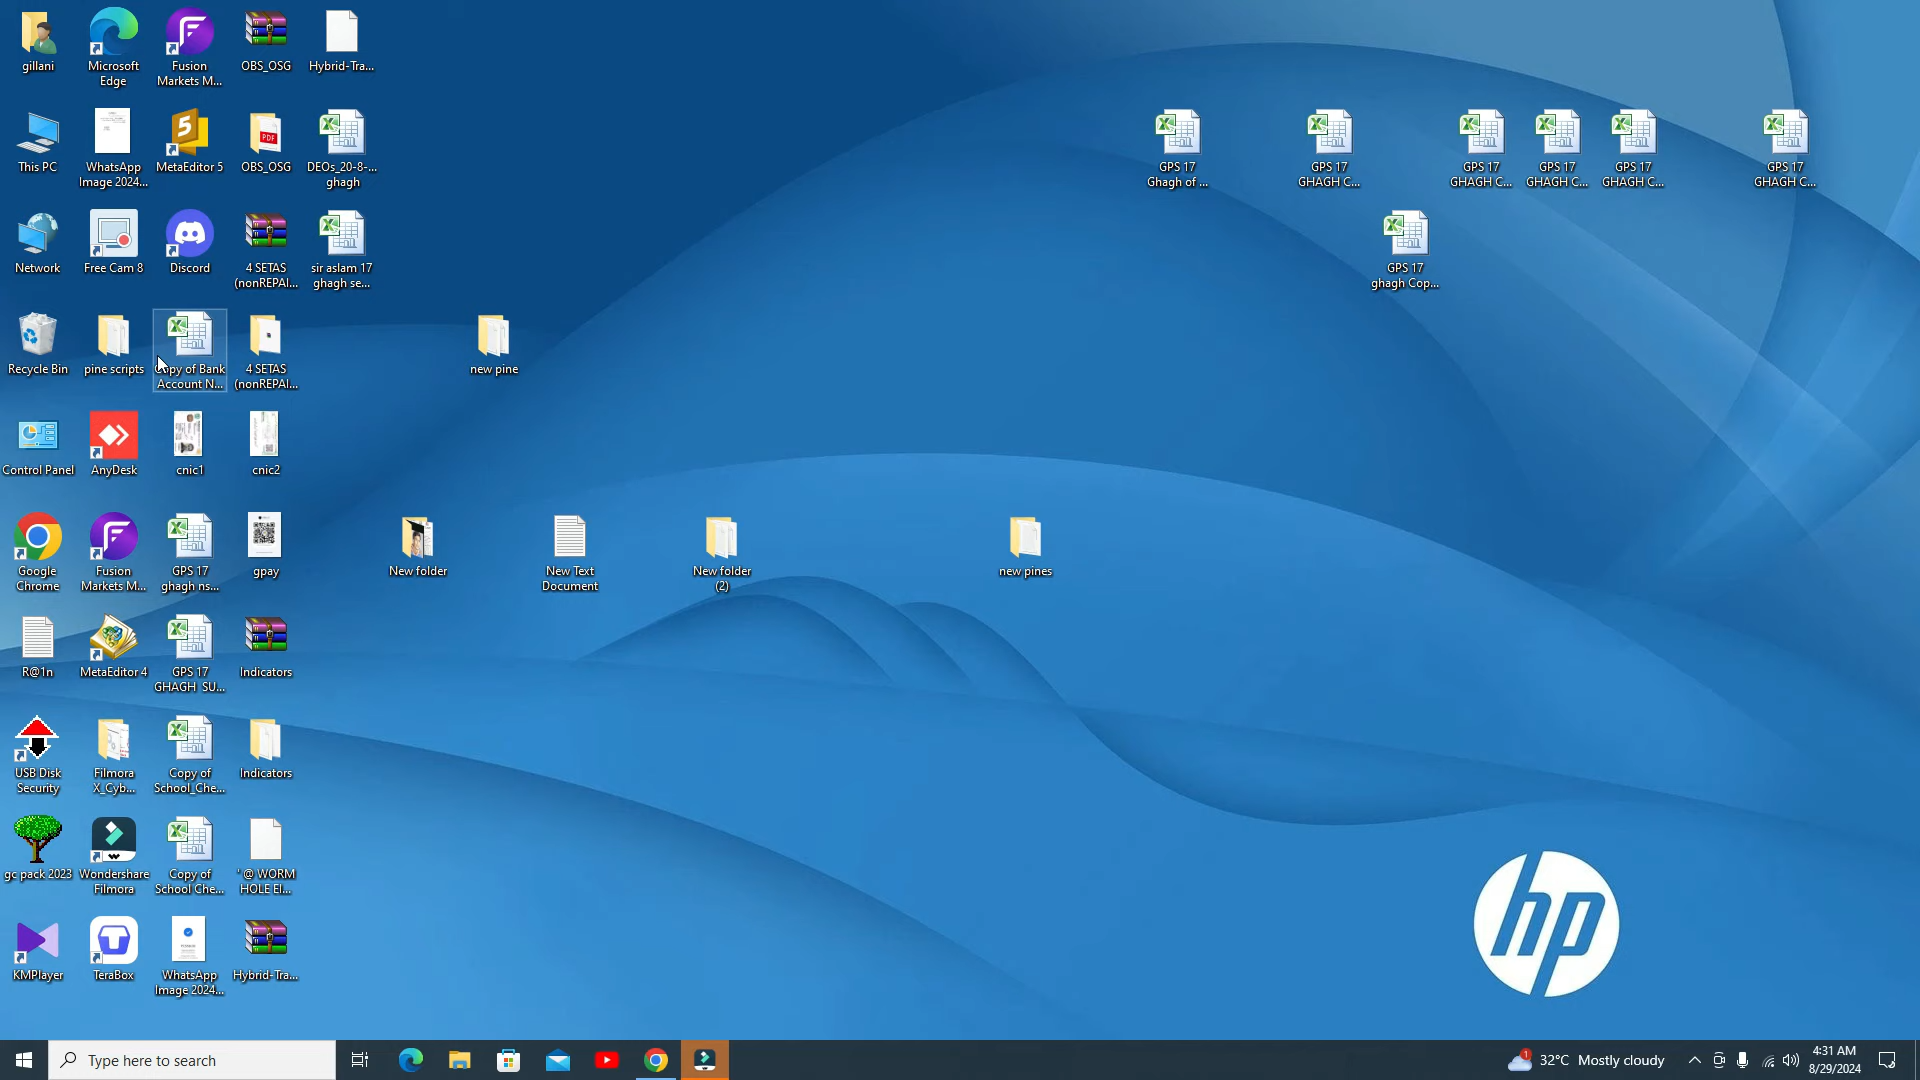 gillani
Microsoft
Edge
Fusion
Markets M...
OBS_OSG
Hybrid-Tra...
This PC
WhatsApp
Image 2024...
MetaEditor 5
OBS_OSG
DEOs_20-8-...
ghagh
GPS 17
Ghagh of ...
GPS 17
GHAGH C...
GPS 17
GHAGH C...
GPS 17
GHAGH C...
GPS 17
GHAGH C...
GPS 17
GHAGH C...
Network
Free Cam 8
Discord
4 SETAS
(nonREPAI...
sir aslam 17
ghagh se...
GPS 17
ghagh Cop...
Recycle Bin
pine scripts
Copy of Bank
Account N...
4 SETAS
(nonREPAI...
new pine
Control Panel
AnyDesk
cnic1
cnic2
Google
Chrome
Fusion
Markets M...
GPS 17
ghagh ns...
gpay
New folder
New Text
Document
New folder
(2)
new pines
R@1n
MetaEditor 4
GPS 17
GHAGH SU...
Indicators
USB Disk
Security
Filmora
X_Cyb...
Copy of
School_Che...
Indicators
gc pack 2023
Wondershare
Filmora
Copy of
School Che...
' @ WORM
HOLE EI...
KMPlayer
TeraBox
WhatsApp
Image 2024...
Hybrid-Tra...
hp
Type here to search
1
32°C Mostly cloudy
4:31 AM
8/29/2024